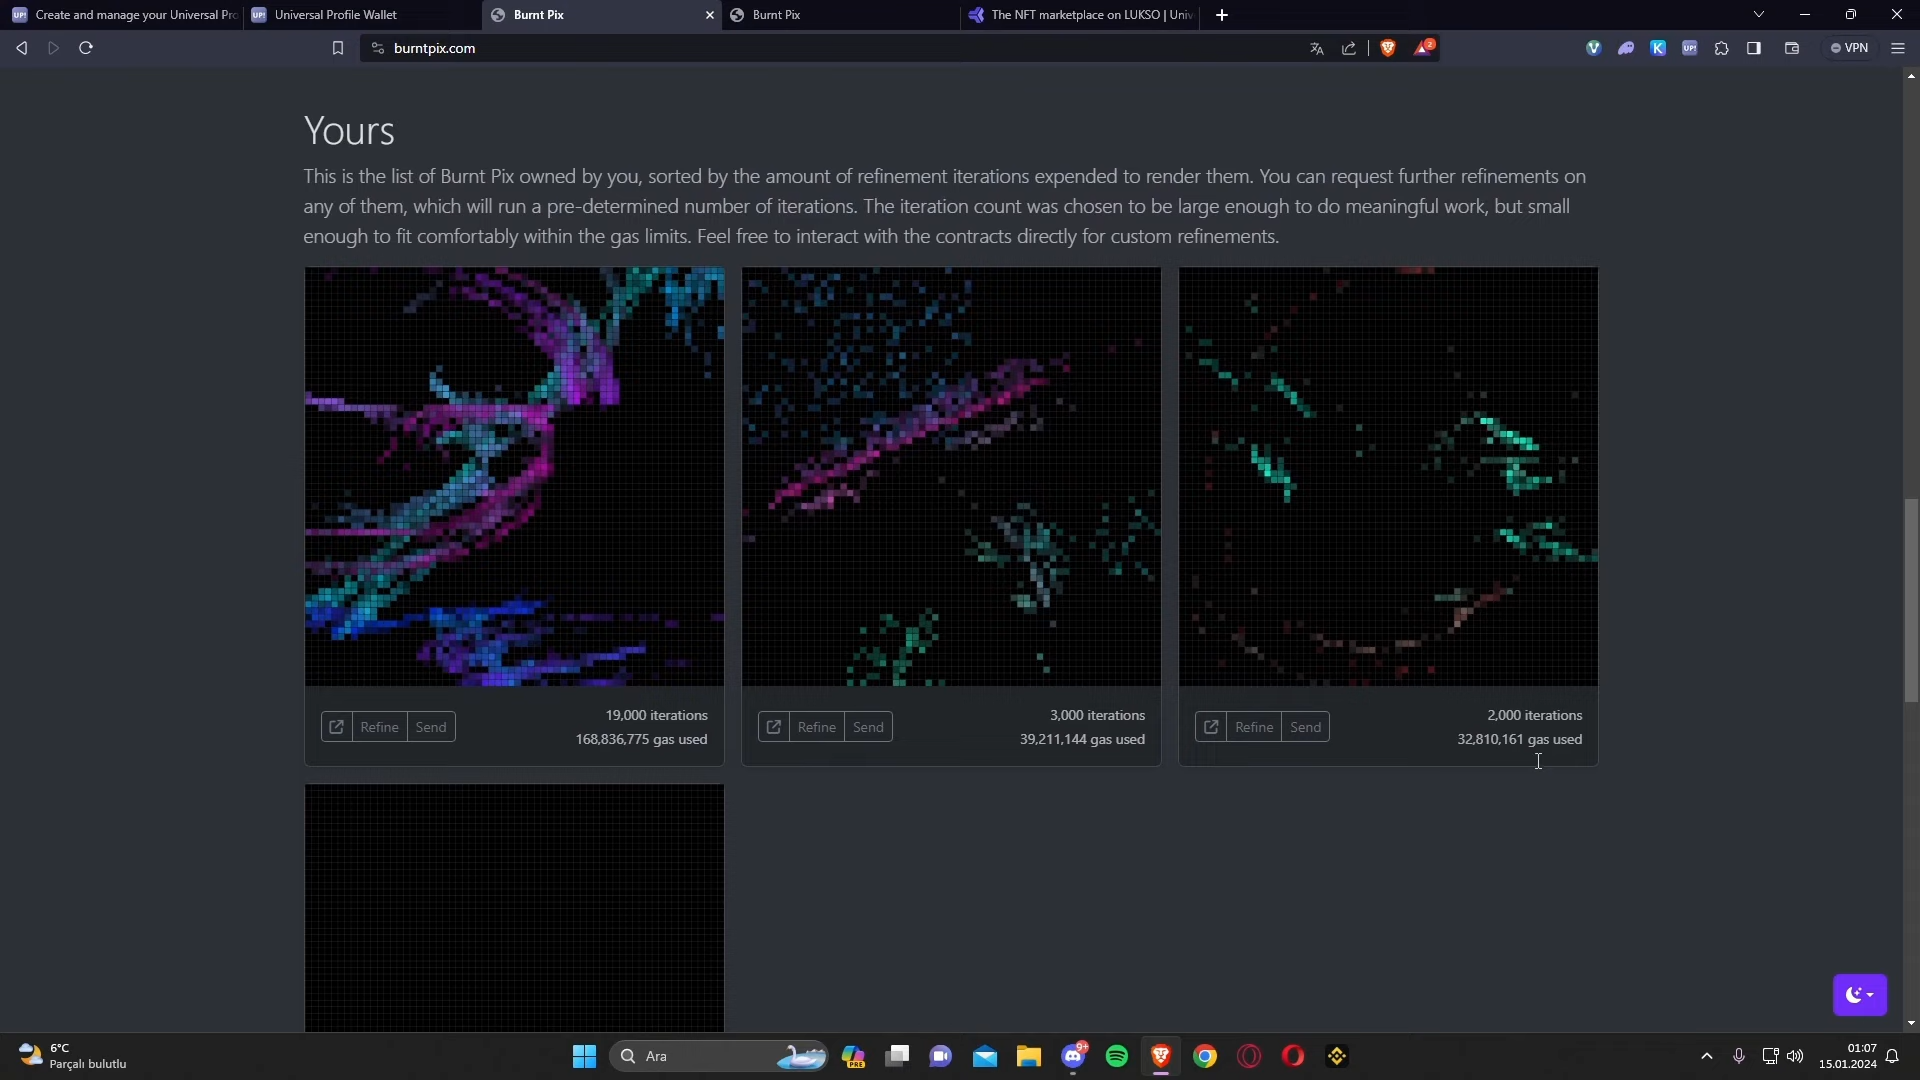 UP! Create and manage your Universal Pro
UP! Universal Profile Wallet
Burnt Pix
Burnt Pix
The NFT marketplace on LUKSO | Univ
burntpix.com
2
K
UP!
VPN
Yours
This is the list of Burnt Pix owned by you, sorted by the amount of refinement iterations expended to render them. You can request further refinements on
any of them, which will run a pre-determined number of iterations. The iteration count was chosen to be large enough to do meaningful work, but small
enough to fit comfortably within the gas limits. Feel free to interact with the contracts directly for custom refinements.
Refine Send
19,000 iterations
168,836,775 gas used
Refine Send
3,000 iterations
39,211,144 gas used
Refine Send
2,000 iterations
32,810,161 gas used
6°C
Parçalı bulutlu
Ara
PRE
9+
01:07
15.01.2024